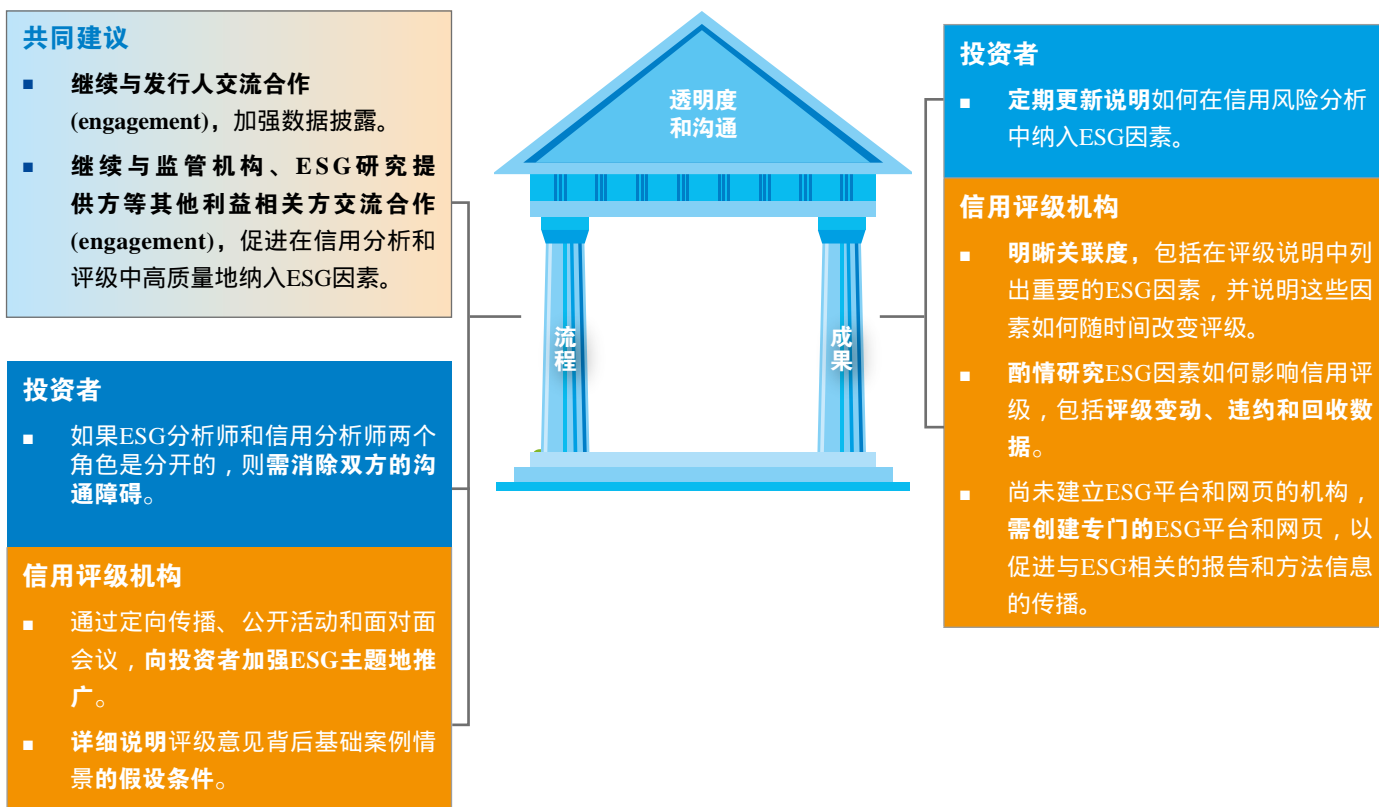 共同建议
■ 继续与发行人交流合作
(engagement)，加强数据披露。
■ 继续与监管机构、ESG研究提
供方等其他利益相关方交流合作
(engagement)，促进在信用分析和
评级中高质量地纳入ESG因素。
投资者
■ 如果ESG分析师和信用分析师两个
角色是分开的，则需消除双方的沟
通障碍。
信用评级机构
■ 通过定向传播、公开活动和面对面
会议，向投资者加强ESG主题地推
广。
■ 详细说明评级意见背后基础案例情
景的假设条件。
透明度
和沟通
流程
成果
投资者
■ 定期更新说明如何在信用风险分析
中纳入ESG因素。
信用评级机构
■ 明晰关联度，包括在评级说明中列
出重要的ESG因素，并说明这些因
素如何随时间改变评级。
■ 酌情研究ESG因素如何影响信用评
级，包括评级变动、违约和回收数
据。
■ 尚未建立ESG平台和网页的机构，
需创建专门的ESG平台和网页，以
促进与ESG相关的报告和方法信息
的传播。